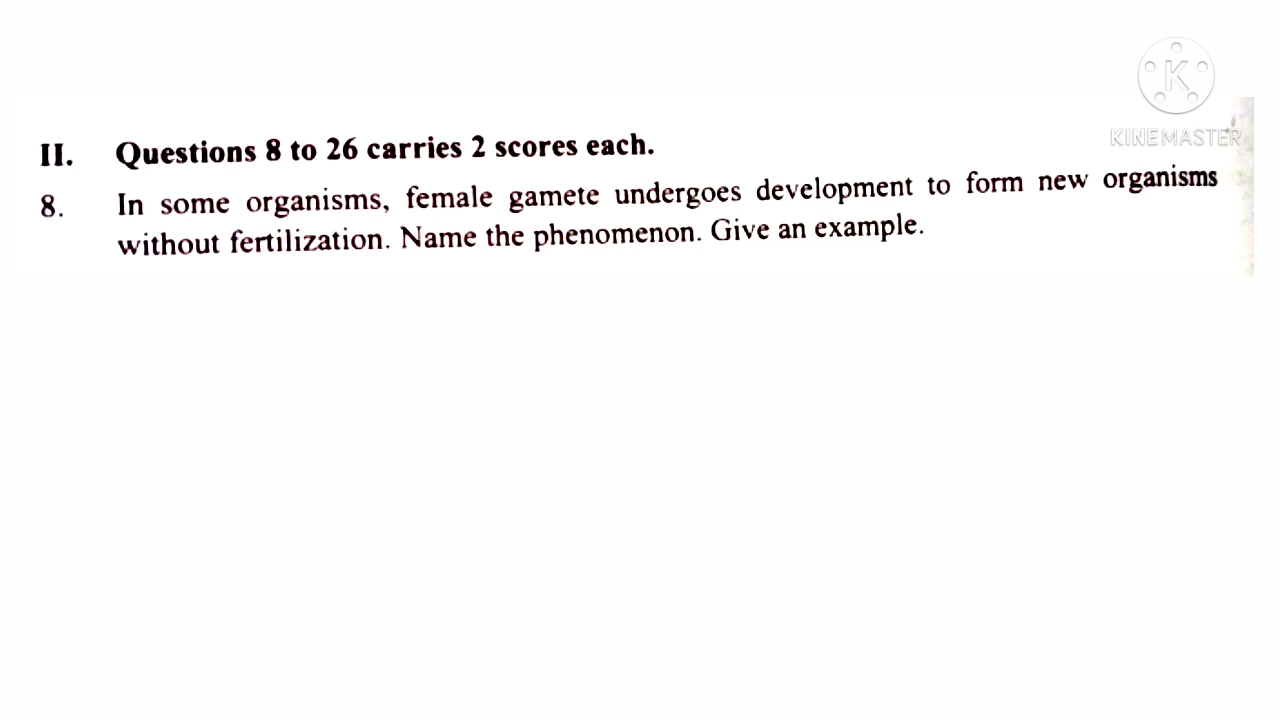 K
KINEMASTER
II. Questions 8 to 26 carries 2 scores each.
8. In some organisms, female gamete undergoes development to form new organisms
without fertilization. Name the phenomenon. Give an example.